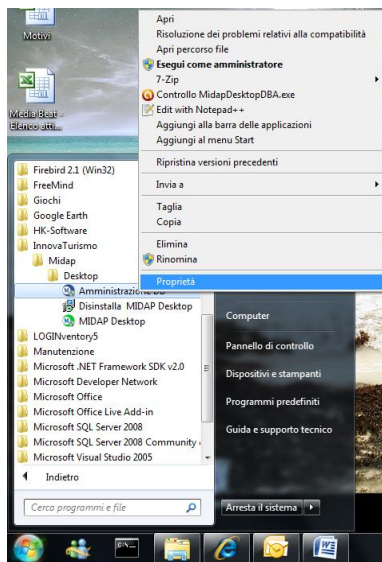 Motivi
Media Beat -
Elenco atti...
Apri
Risoluzione dei problemi relativi alla compatibilità
Apri percorso file
Esegui come amministratore
7-Zip
Controllo MidapDesktopDBA.exe
Edit with Notepad++
Aggiungi alla barra delle applicazioni
Aggiungi al menu Start
Ripristina versioni precedenti
Invia a
Taglia
Copia
Elimina
Rinomina
Proprietà
Firebird 2.1 (Win32)
FreeMind
Giochi
Google Earth
HK-Software
InnovaTurismo
Midap
Desktop
Amministrazione DB
Disinstalla MIDAP Desktop
MIDAP Desktop
LOGINventory5
Manutenzione
Microsoft .NET Framework SDK v2.0
Microsoft Developer Network
Microsoft Office
Microsoft Office Live Add-in
Microsoft SQL Server 2008
Microsoft SQL Server 2008 Community
Microsoft Visual Studio 2005
Indietro
Cerca programmi e file
Computer
Pannello di controllo
Dispositivi e stampanti
Programmi predefiniti
Guida e supporto tecnico
Arresta il sistema